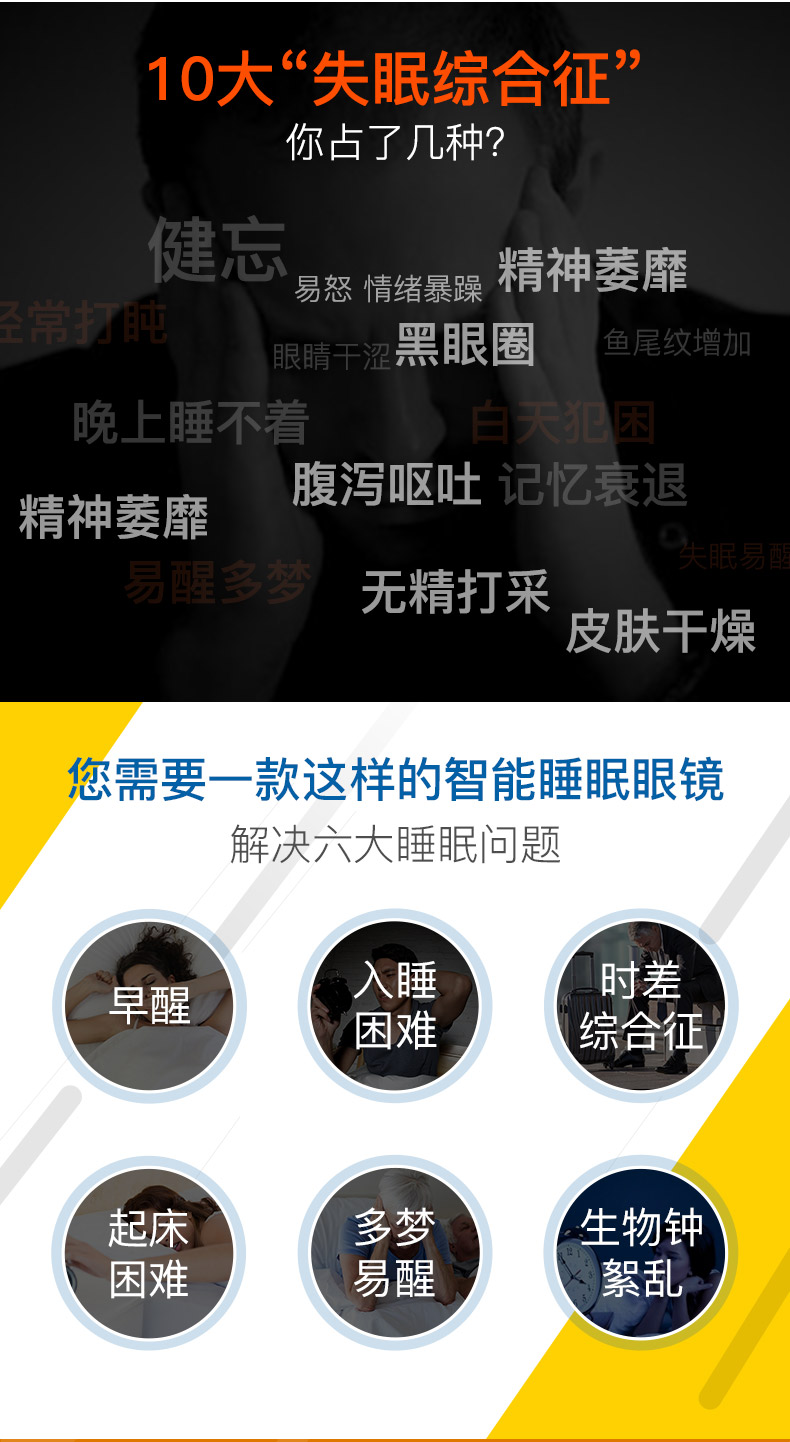 10大“失眠综合征”
你占了几种?
健忘
易怒 情绪暴躁
精神萎靡
经常打盹
眼睛干涩
黑眼圈
鱼尾纹增加
晚上睡不着
白天犯困
腹泻呕吐
记忆衰退
精神萎靡
失眠易醒
易醒多梦
无精打采
皮肤干燥
您需要一款这样的智能睡眠眼镜
解决六大睡眠问题
早醒
入睡
困难
时差
综合征
起床
困难
多梦
易醒
生物钟
絮乱